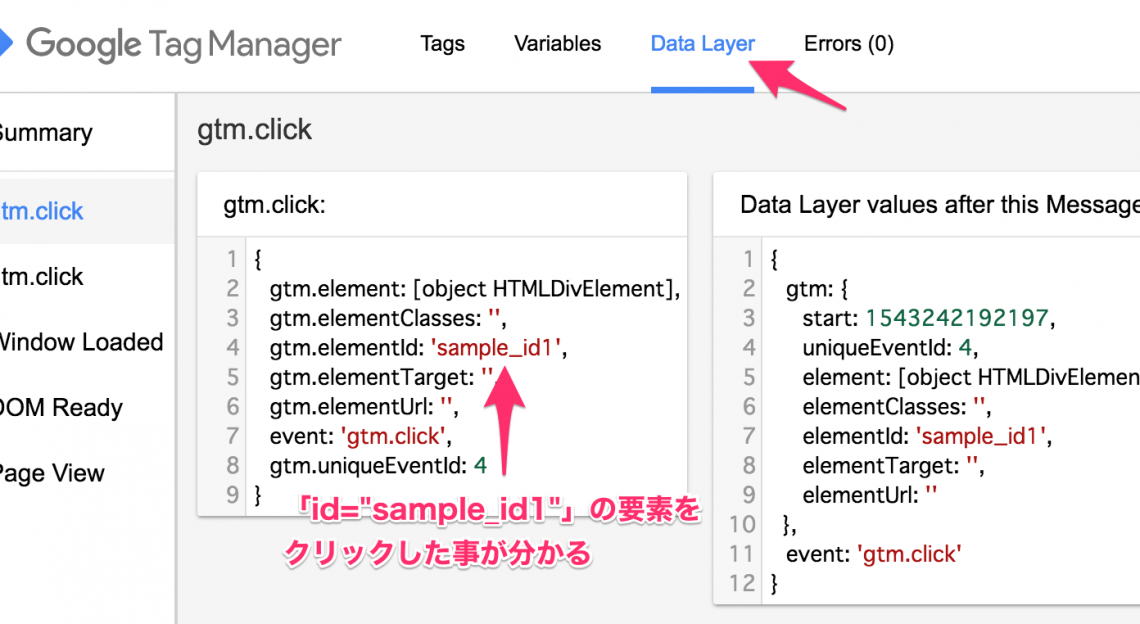 Google Tag Manager
Tags Variables Data Layer Errors (0)
Summary
tm.click
tm.click
Window Loaded
DOM Ready
Page View
gtm.click
gtm.click:
1 {
2 gtm.element: [object HTMLDivElement],
3 gtm.elementClasses: '',
4 gtm.elementId: 'sample_id1',
5 gtm.elementTarget: ''
6 gtm.elementUrl: '',
7 event: 'gtm.click',
8 gtm.uniqueEventId: 4
9 }
「id="sample_id1"」の要素を
クリックした事が分かる
Data Layer values after this Message
1 {
2 gtm: {
3 start: 1543242192197,
4 uniqueEventId: 4,
5 element: [object HTMLDivElemen
6 elementClasses: '',
7 elementId: 'sample_id1',
8 elementTarget: '',
9 elementUrl: ''
10 },
11 event: 'gtm.click'
12 }